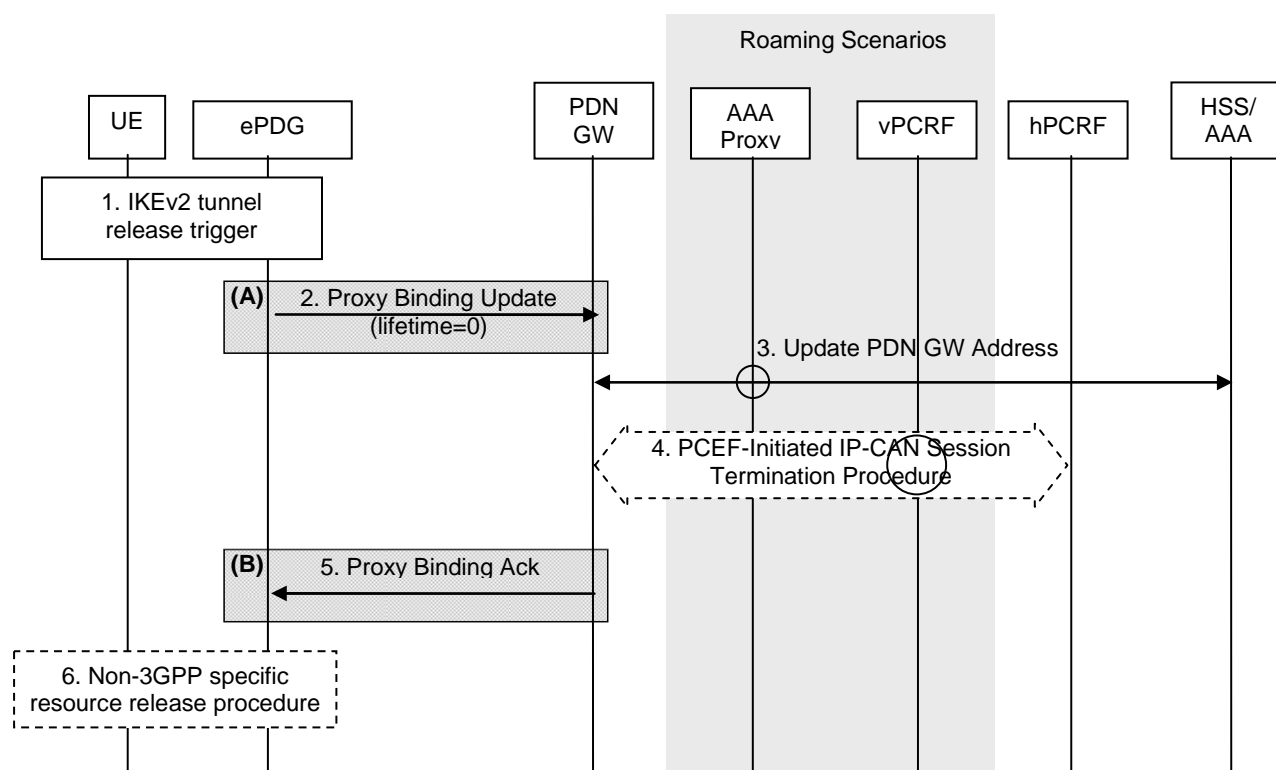 Roaming Scenarios
UE
ePDG
PDN
GW
AAA
Proxy
vPCRF
hPCRF
HSS/
AAA
1. IKEv2 tunnel
release trigger
(A)
2. Proxy Binding Update
(lifetime=0)
3. Update PDN GW Address
4. PCEF-Initiated IP-CAN Session
Termination Procedure
(B)
5. Proxy Binding Ack
6. Non-3GPP specific
resource release procedure